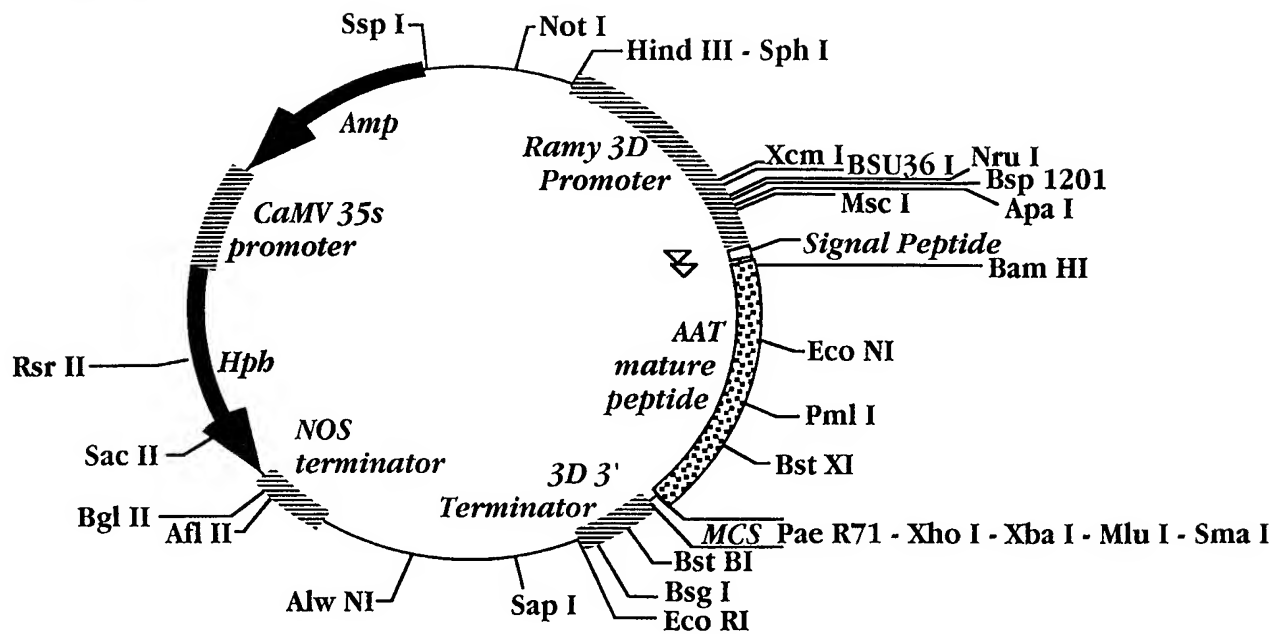 Ssp I
Not I
Hind III - Sph I
Amp
Ramy 3D
Promoter
Xcm I
BSU36 I
Nru I
Bsp 1201
Msc I
Apa I
CaMV 35s
promoter
Signal Peptide
Bam HI
AAT
mature
peptide
Eco NI
Rsr II
Hph
Pml I
Sac II
NOS
terminator
Bst XI
3D 3'
Terminator
Bgl II
Afl II
MCS
Pae R71 - Xho I - Xba I - Mlu I - Sma I
Bst BI
Alw NI
Sap I
Bsg I
Eco RI